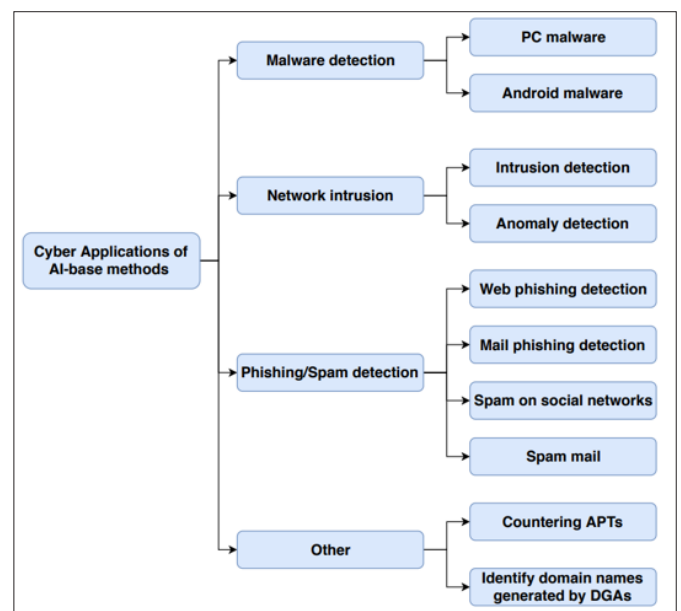 Cyber Applications of
AI-base methods
Malware detection
PC malware
Android malware
Network intrusion
Intrusion detection
Anomaly detection
Phishing/Spam detection
Web phishing detection
Mail phishing detection
Spam on social networks
Spam mail
Other
Countering APTs
Identify domain names
generated by DGAs